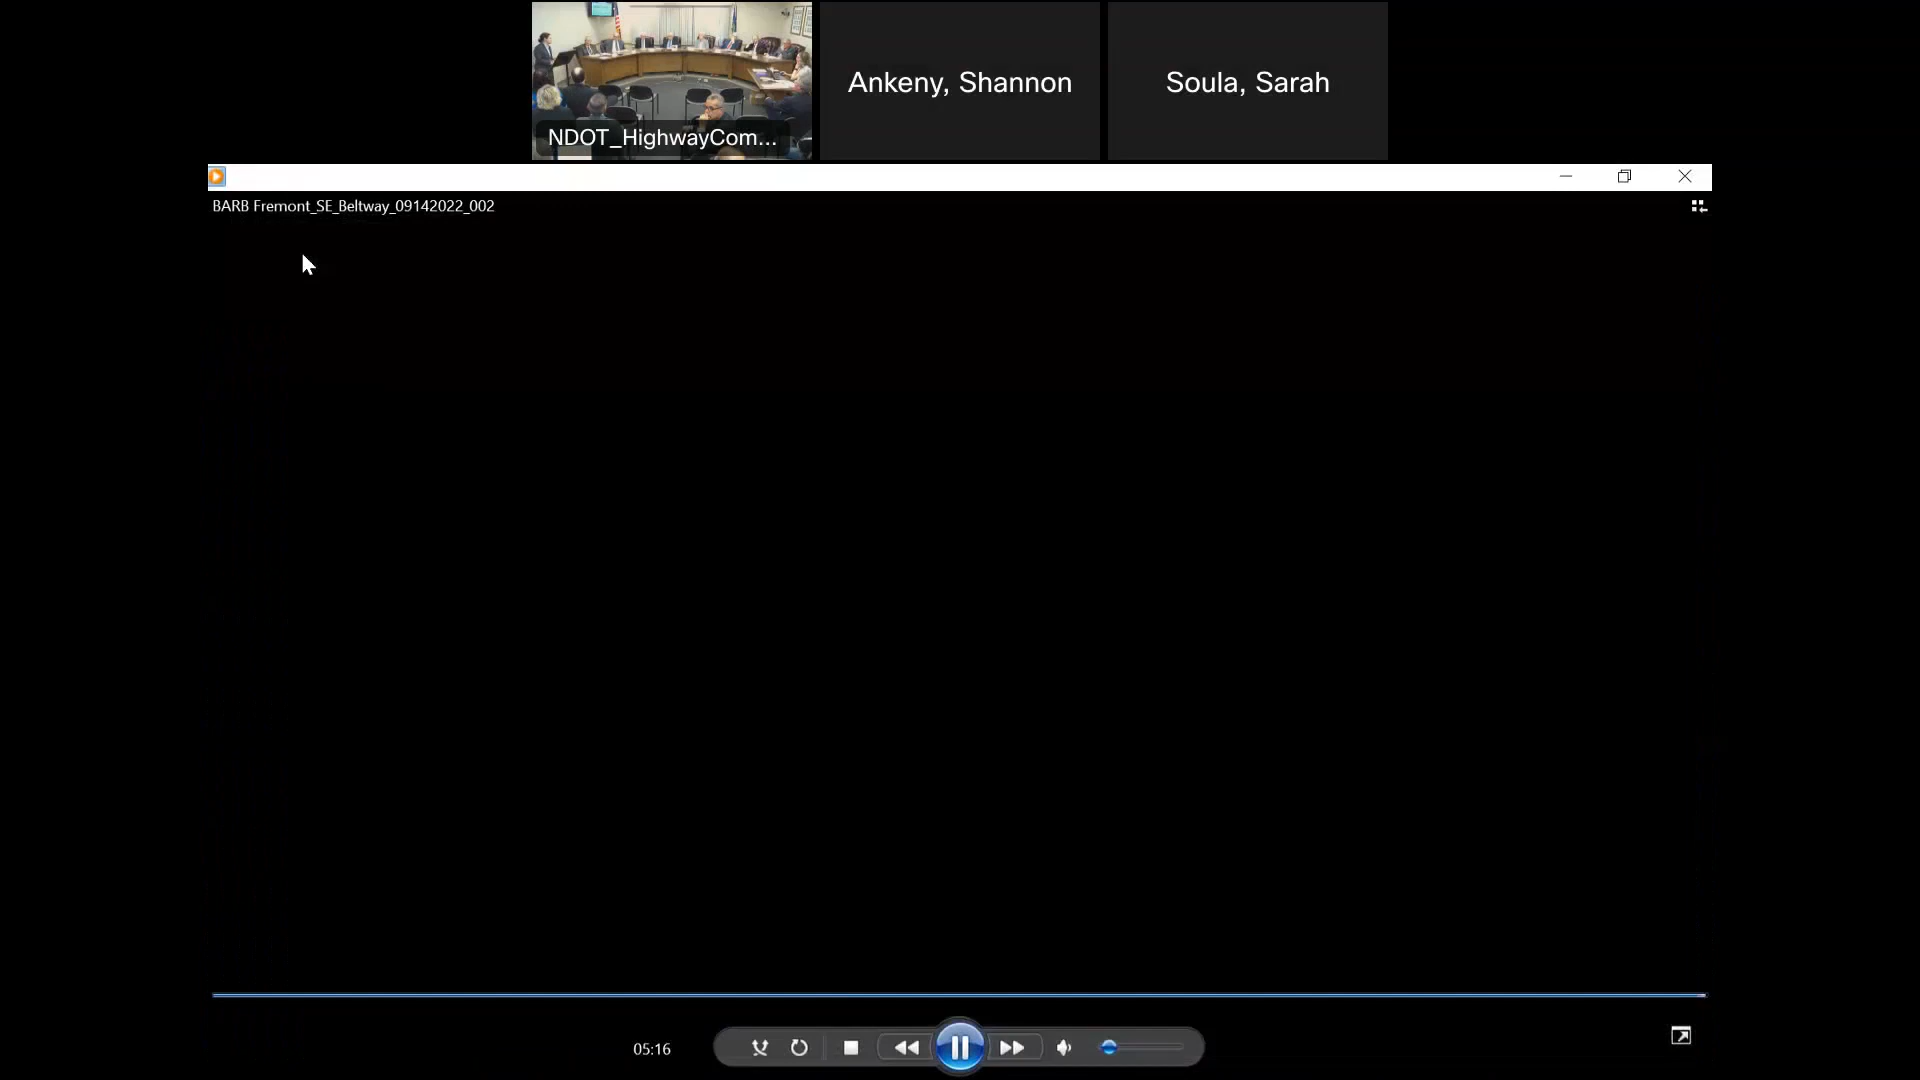 Ankeny, Shannon
Soula, Sarah
NDOT_HighwayCom...
BARB Fremont_SE_Beltway_09142022_002
05:16